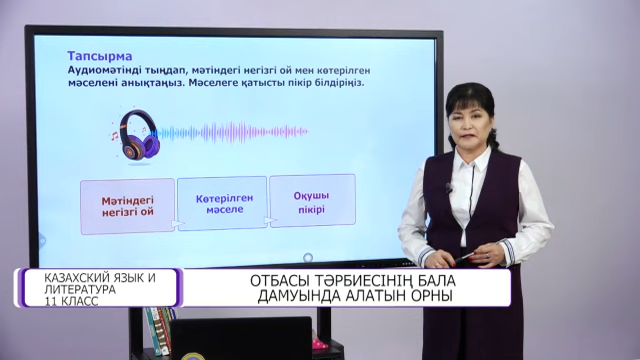 Тапсырма
Аудиомәтінді тыңдап, мәтіндегі негізгі ой мен көтерілген
мәселені анықтаңыз. Мәселеге қатысты пікір білдіріңіз.
Мәтіндегі
негізгі ой
Көтерілген
мәселе
Оқушы
пікірі
КАЗАХСКИЙ ЯЗЫК И
ЛИТЕРАТУРА
11 КЛАСС
ОТБАСЫ ТӘРБИЕСІНІҢ БАЛА
ДАМУЫНДА АЛАТЫН ОРНЫ